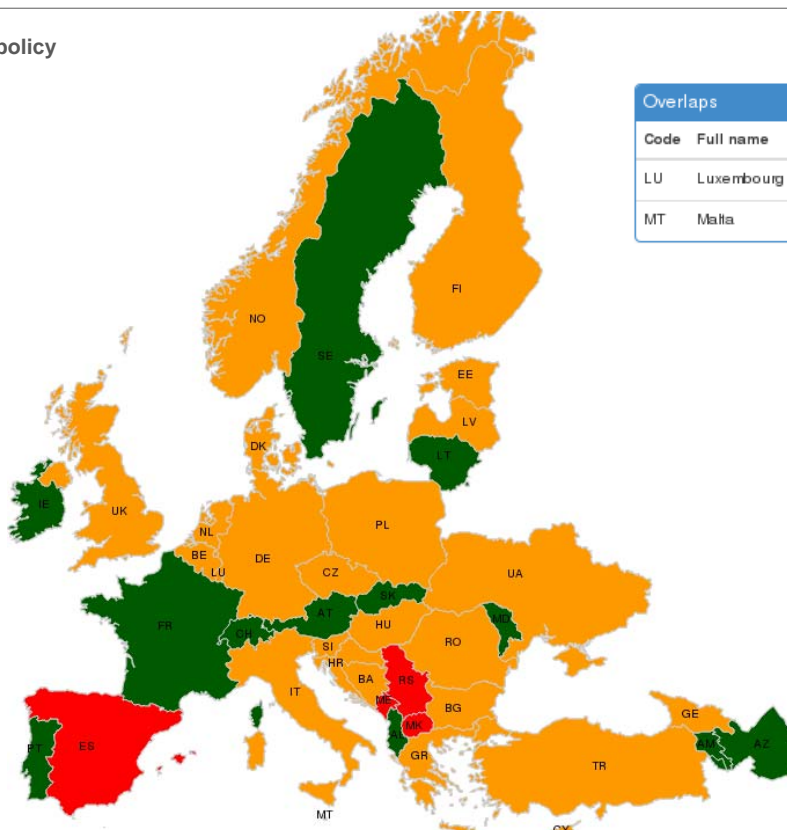 policy
Overlaps
Code Full name
LU Luxembourg
MT Malta
FI
NO
SE
EE
LV
DK
LT
IE
UK
NL
PL
BE
DE
LU
CZ
UA
SK
AT
MD
FR
CH
HU
RO
SI
HR
BA
RS
IT
ME
BG
GE
MK
PT
ES
AL
AM
AZ
GR
TR
MT
CY